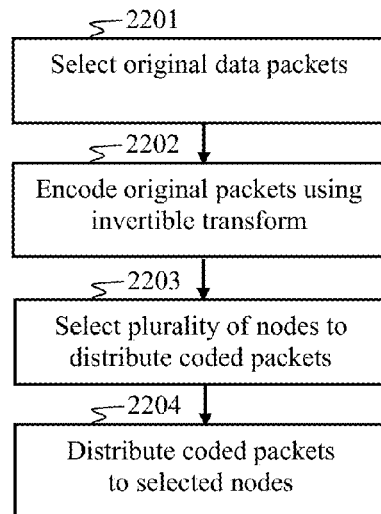 2201
Select original data packets
2202
Encode original packets using
invertible transform
2203
Select plurality of nodes to
distribute coded packets
2204
Distribute coded packets
to selected nodes